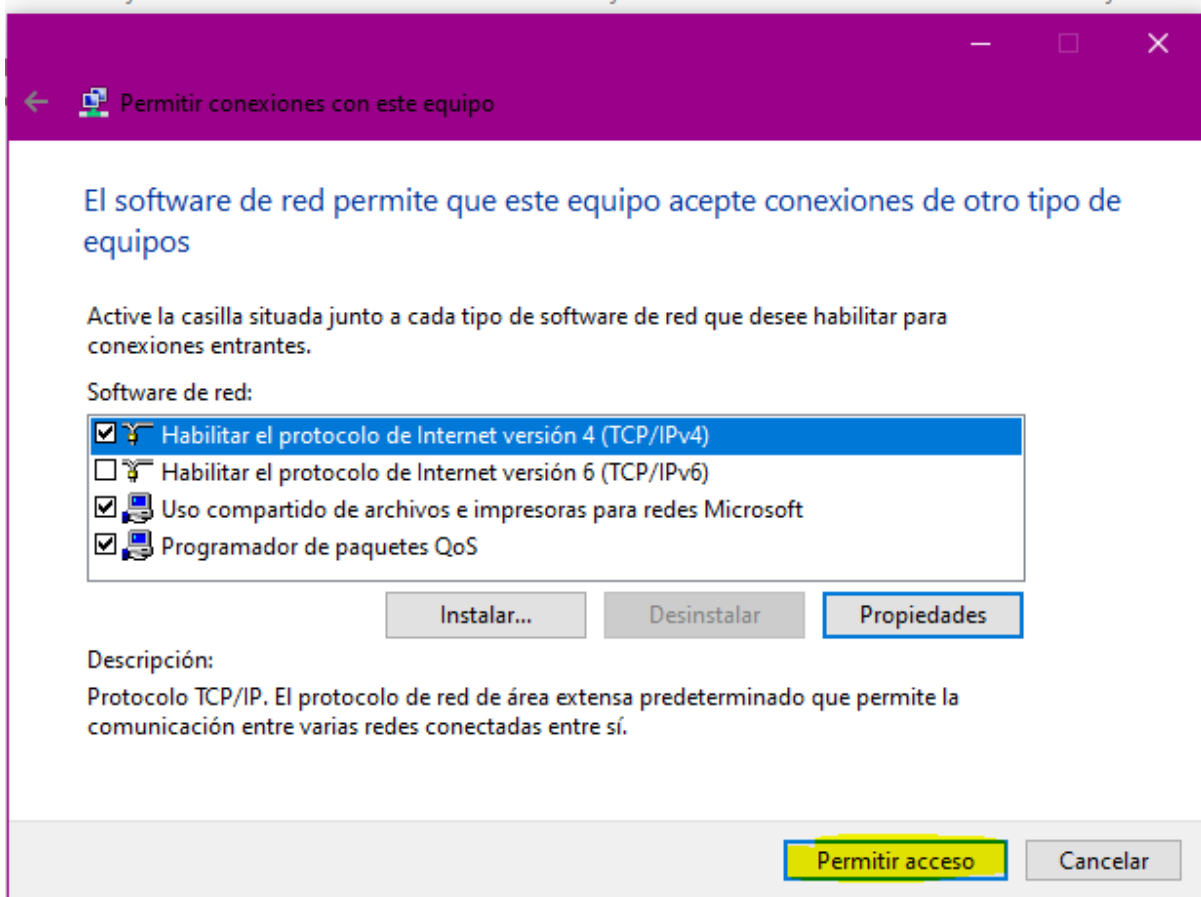 Permitir conexiones con este equipo
El software de red permite que este equipo acepte conexiones de otro tipo de
equipos
Active la casilla situada junto a cada tipo de software de red que desee habilitar para
conexiones entrantes.
Software de red:
Habilitar el protocolo de Internet versión 4 (TCP/IPv4)
Habilitar el protocolo de Internet versión 6 (TCP/IPv6)
Uso compartido de archivos e impresoras para redes Microsoft
Programador de paquetes QoS
Instalar... Desinstalar Propiedades
Descripción:
Protocolo TCP/IP. El protocolo de red de área extensa predeterminado que permite la
comunicación entre varias redes conectadas entre sí.
Permitir acceso Cancelar